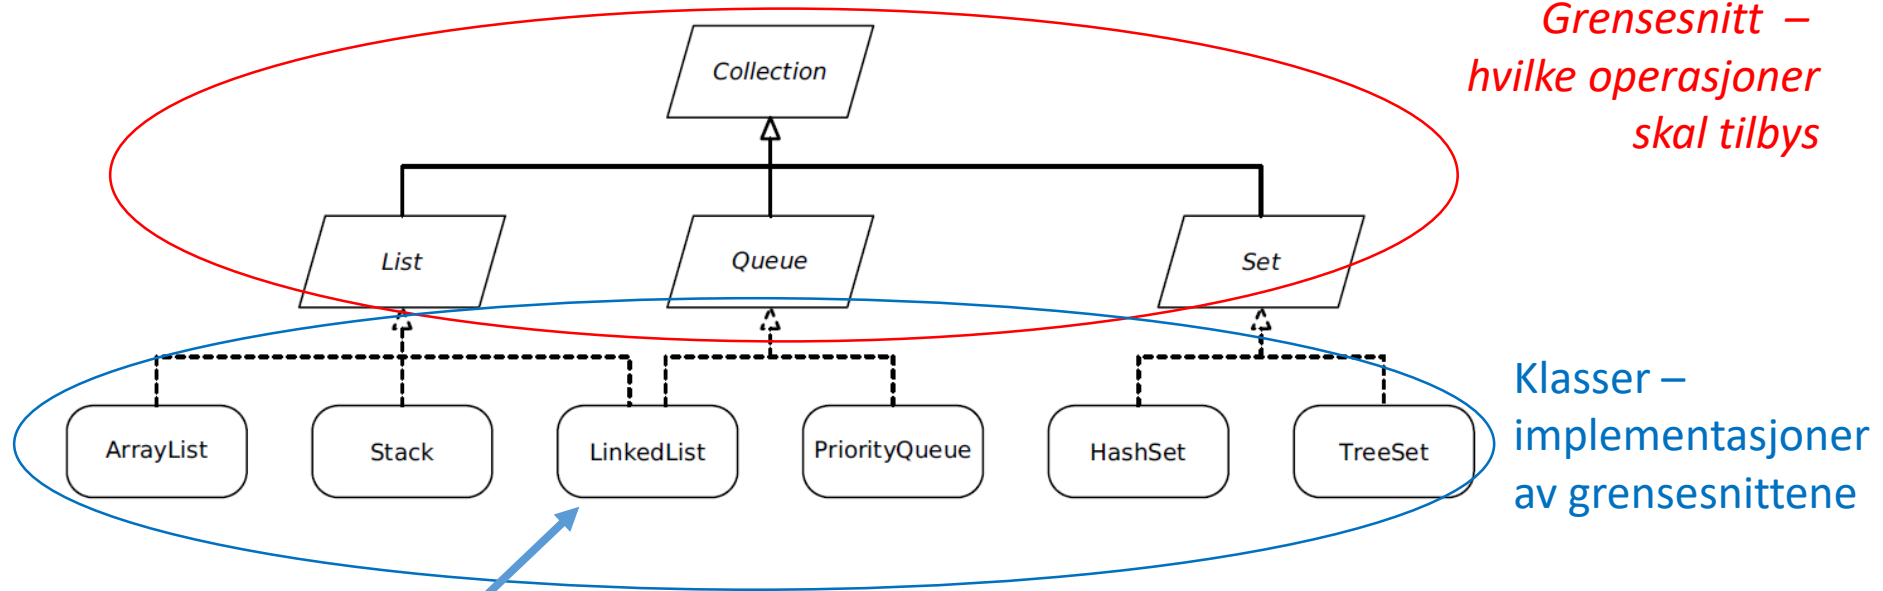 Grensesnitt –
hvilke operasjoner
skal tilbys
Collection
List
Queue
Set
Klasser –
implementasjoner
av grensesnittene
ArrayList
Stack
LinkedList
PriorityQueue
HashSet
TreeSet